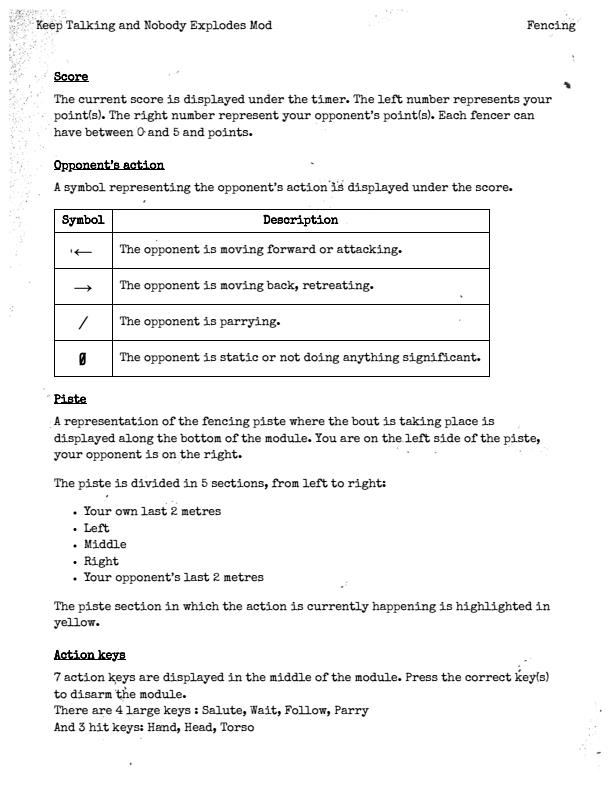 Keep Talking and Nobody Explodes Mod Fencing
Score
The current score is displayed under the timer. The left number represents your
point(s). The right number represent your opponent's point(s). Each fencer can
have between 0 and 5 and points.
Opponent's action
A symbol representing the opponent's action is displayed under the score.
Symbol Description
← The opponent is moving forward or attacking.
→ The opponent is moving back, retreating.
/ The opponent is parrying.
Ø The opponent is static or not doing anything significant.
Piste
A representation of the fencing piste where the bout is taking place is
displayed along the bottom of the module. You are on the left side of the piste,
your opponent is on the right.
The piste is divided in 5 sections, from left to right:
• Your own last 2 metres
• Left
• Middle
• Right
• Your opponent's last 2 metres
The piste section in which the action is currently happening is highlighted in
yellow.
Action keys
7 action keys are displayed in the middle of the module. Press the correct key(s)
to disarm the module.
There are 4 large keys : Salute, Wait, Follow, Parry
And 3 hit keys: Hand, Head, Torso